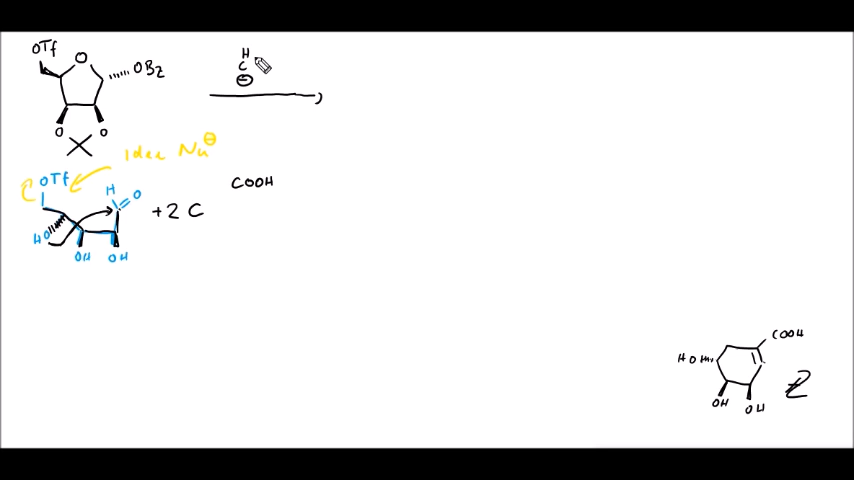 OTf
O
OBz
H
C
⊖
O O
idee Nu⊖
OTf
H
O
HO
OH OH
+2 C
COOH
COOH
HO
OH OH